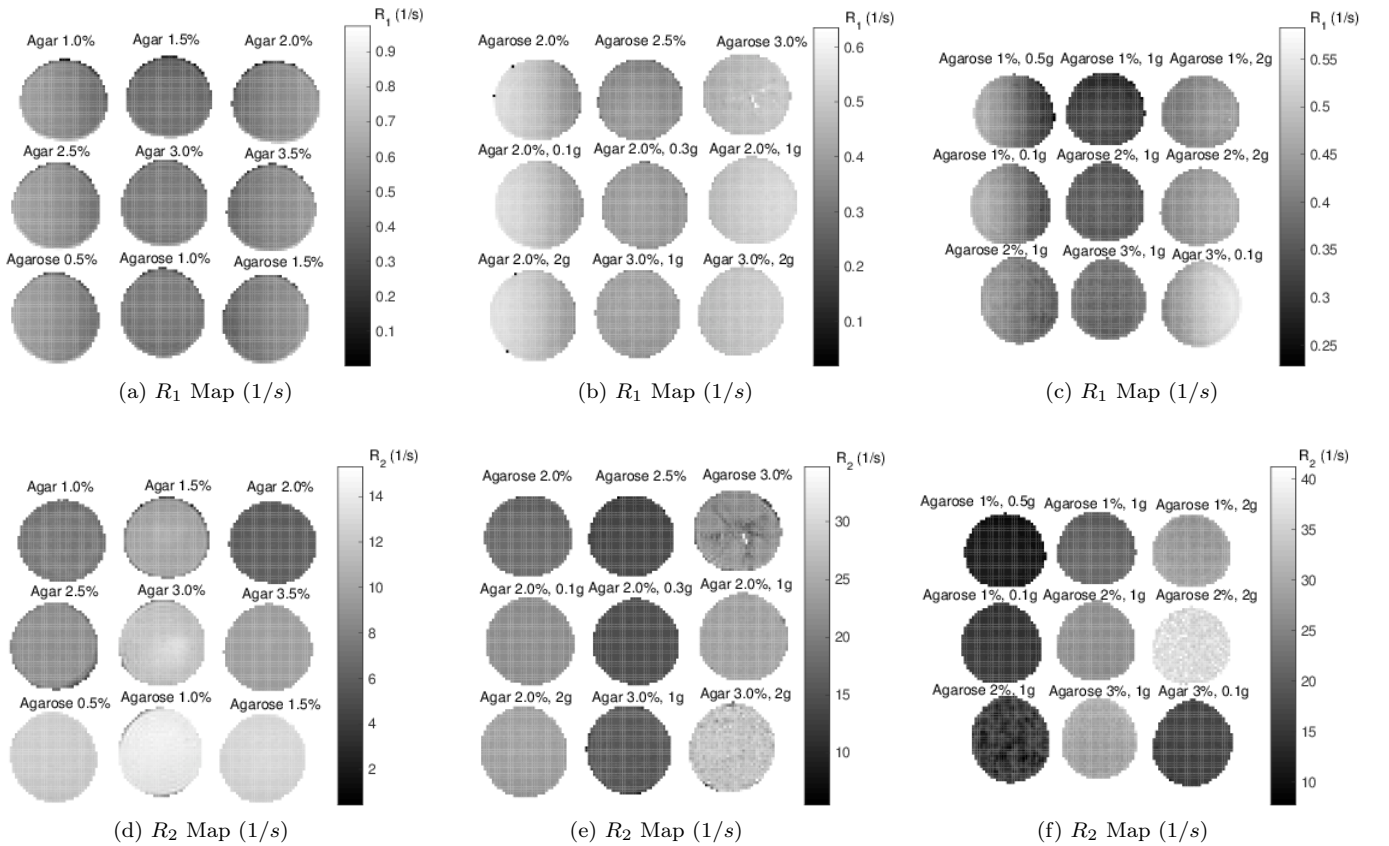 R1 (1/s)
Agar 1.0% Agar 1.5% Agar 2.0%
Agar 2.5% Agar 3.0% Agar 3.5%
Agarose 0.5% Agarose 1.0% Agarose 1.5%
0.9
0.8
0.7
0.6
0.5
0.4
0.3
0.2
0.1
(a) R1 Map (1/s)
R1 (1/s)
Agarose 2.0% Agarose 2.5% Agarose 3.0%
Agar 2.0%, 0.1g Agar 2.0%, 0.3g Agar 2.0%, 1g
Agar 2.0%, 2g Agar 3.0%, 1g Agar 3.0%, 2g
0.6
0.5
0.4
0.3
0.2
0.1
(b) R1 Map (1/s)
R1 (1/s)
Agarose 1%, 0.5g Agarose 1%, 1g Agarose 1%, 2g
Agarose 1%, 0.1g Agarose 2%, 1g Agarose 2%, 2g
Agarose 2%, 1g Agarose 3%, 1g Agar 3%, 0.1g
0.55
0.5
0.45
0.4
0.35
0.3
0.25
(c) R1 Map (1/s)
R2 (1/s)
Agar 1.0% Agar 1.5% Agar 2.0%
Agar 2.5% Agar 3.0% Agar 3.5%
Agarose 0.5% Agarose 1.0% Agarose 1.5%
14
12
10
8
6
4
2
(d) R2 Map (1/s)
R2 (1/s)
Agarose 2.0% Agarose 2.5% Agarose 3.0%
Agar 2.0%, 0.1g Agar 2.0%, 0.3g Agar 2.0%, 1g
Agar 2.0%, 2g Agar 3.0%, 1g Agar 3.0%, 2g
30
25
20
15
10
(e) R2 Map (1/s)
R2 (1/s)
Agarose 1%, 0.5g Agarose 1%, 1g Agarose 1%, 2g
Agarose 1%, 0.1g Agarose 2%, 1g Agarose 2%, 2g
Agarose 2%, 1g Agarose 3%, 1g Agar 3%, 0.1g
40
35
30
25
20
15
10
(f) R2 Map (1/s)